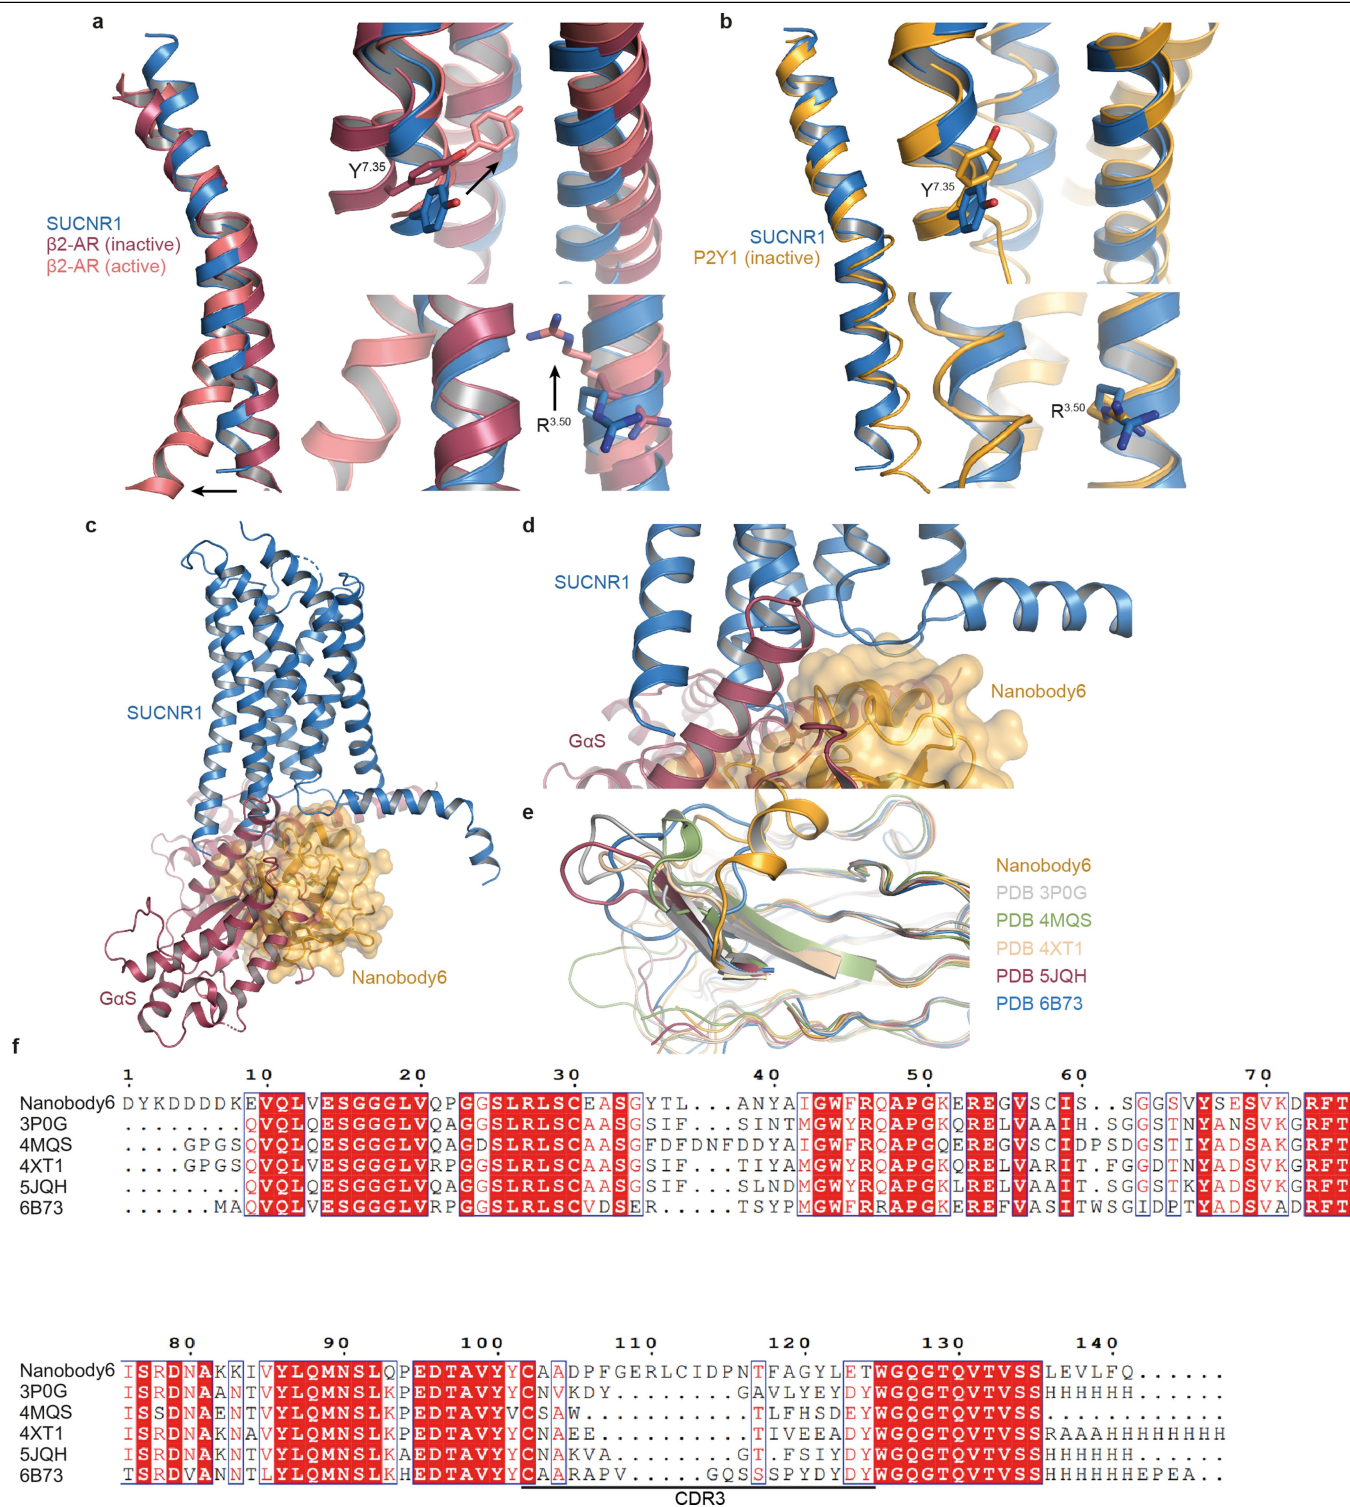 a
SUCNR1
β2-AR (inactive)
β2-AR (active)
Y7.35
R3.50
b
SUCNR1
P2Y1 (inactive)
Y7.35
R3.50
c
SUCNR1
GαS
Nanobody6
d
SUCNR1
GαS
Nanobody6
e
Nanobody6
PDB 3P0G
PDB 4MQS
PDB 4XT1
PDB 5JQH
PDB 6B73
f
1 10 20 30 40 50 60 70
Nanobody6 DYKDDDDKEVQLVESGGGLVQPGGSLRLSCEASGYTL...ANYAIGWFRQAPGKEREGVSCIS..SGGSVYSESVKDRFT
3P0G ........QVQLQESGGGLVQAGGSLRLSCAASGSIF...SINTMGWYRQAPGKQRELVAAIH.SGGSTNYANSVKGRFT
4MQS ....GPGSQVQLQESGGGLVQAGDSLRLSCAASGFDFDNFDDYAIGWFRQAPGQEREGVSCIDPSDGSTIYADSAKGRFT
4XT1 ....GPGSQVQLVESGGGLVRPGGSLRLSCAASGSIF...TIYAMGWYRQAPGKQRELVARIT.FGGDTNYADSVKGRFT
5JQH ........QVQLQESGGGLVQAGGSLRLSCAASGSIF...SLNDMGWYRQAPGKLRELVAAIT.SGGSTKYADSVKGRFT
6B73 ......MAQVQLVESGGGLVRPGGSLRLSCVDSER.....TSYPMGWFRRAPGKEREFVASITWSGIDPTYADSVADRFT
80 90 100 110 120 130 140
Nanobody6 ISRDNAKKIVYLQMNSLQPEDTAVYYCAADPFGERLCIDPNTFAGYLETWGQGTQVTVSSLEVLFQ......
3P0G ISRDNAANTVYLQMNSLKPEDTAVYYCNVKDY........GAVLYEYDYWGQGTQVTVSSHHHHHH......
4MQS ISSDNAENTVYLQMNSLKPEDTAVYVCSAW...........TLFHSDEYWGQGTQVTVSS............
4XT1 ISRDNAKNAVYLQMNSLKPEDTAVYYCNAEE..........TIVEEADYWGQGTQVTVSSRAAAHHHHHHHH
5JQH ISRDNAKNTVYLQMNSLKAEDTAVYYCNAKVA........GT.FSIYDYWGQGTQVTVSSHHHHHH......
6B73 TSRDVANNTLYLQMNSLKHEDTAVYYCAARAPV.....GQSSSPYDYDYWGQGTQVTVSSHHHHHHEPEA..
CDR3